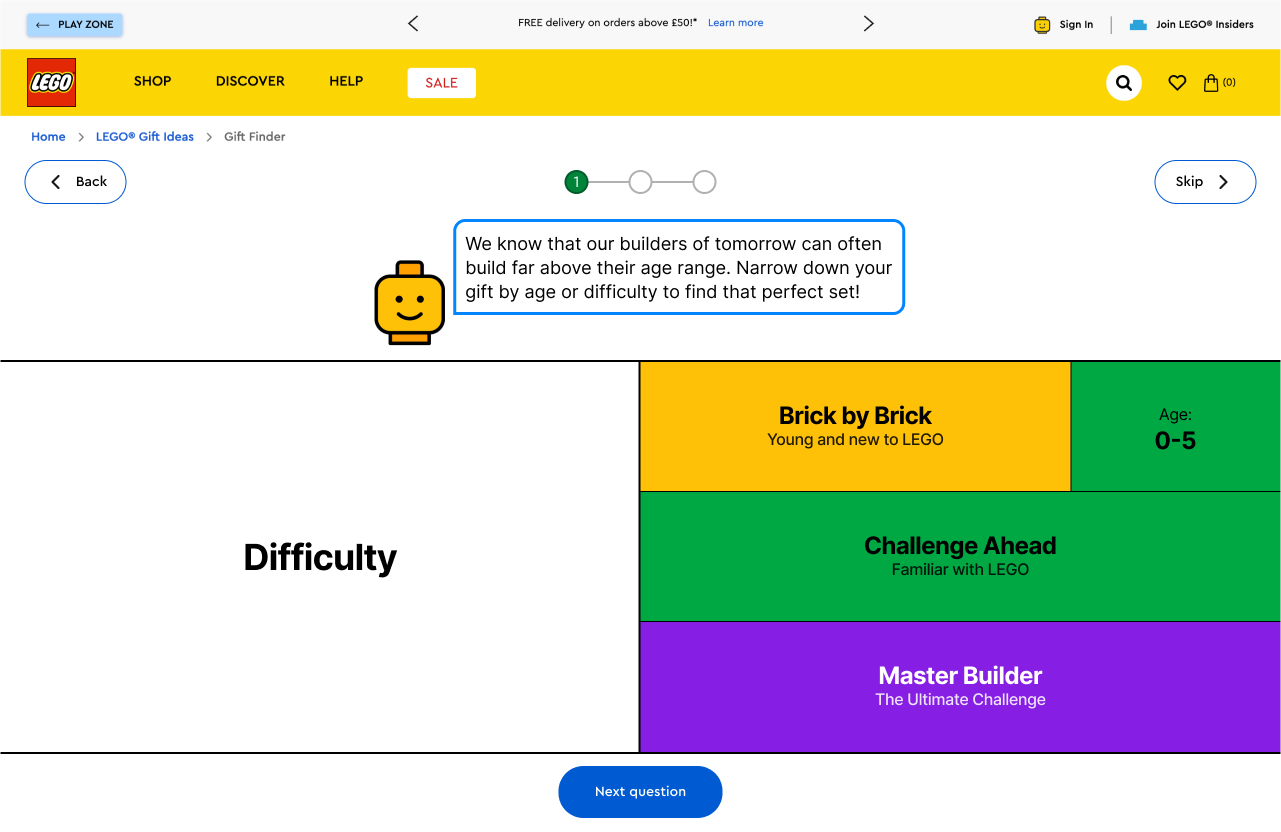 PLAY ZONE
FREE delivery on orders above £50!* Learn more
Sign In
Join LEGO® Insiders
LEGO
SHOP
DISCOVER
HELP
SALE
(0)
Home
LEGO® Gift Ideas
Gift Finder
Back
1
Skip
We know that our builders of tomorrow can often
build far above their age range. Narrow down your
gift by age or difficulty to find that perfect set!
Difficulty
Brick by Brick
Young and new to LEGO
Age:
0-5
Challenge Ahead
Familiar with LEGO
Master Builder
The Ultimate Challenge
Next question